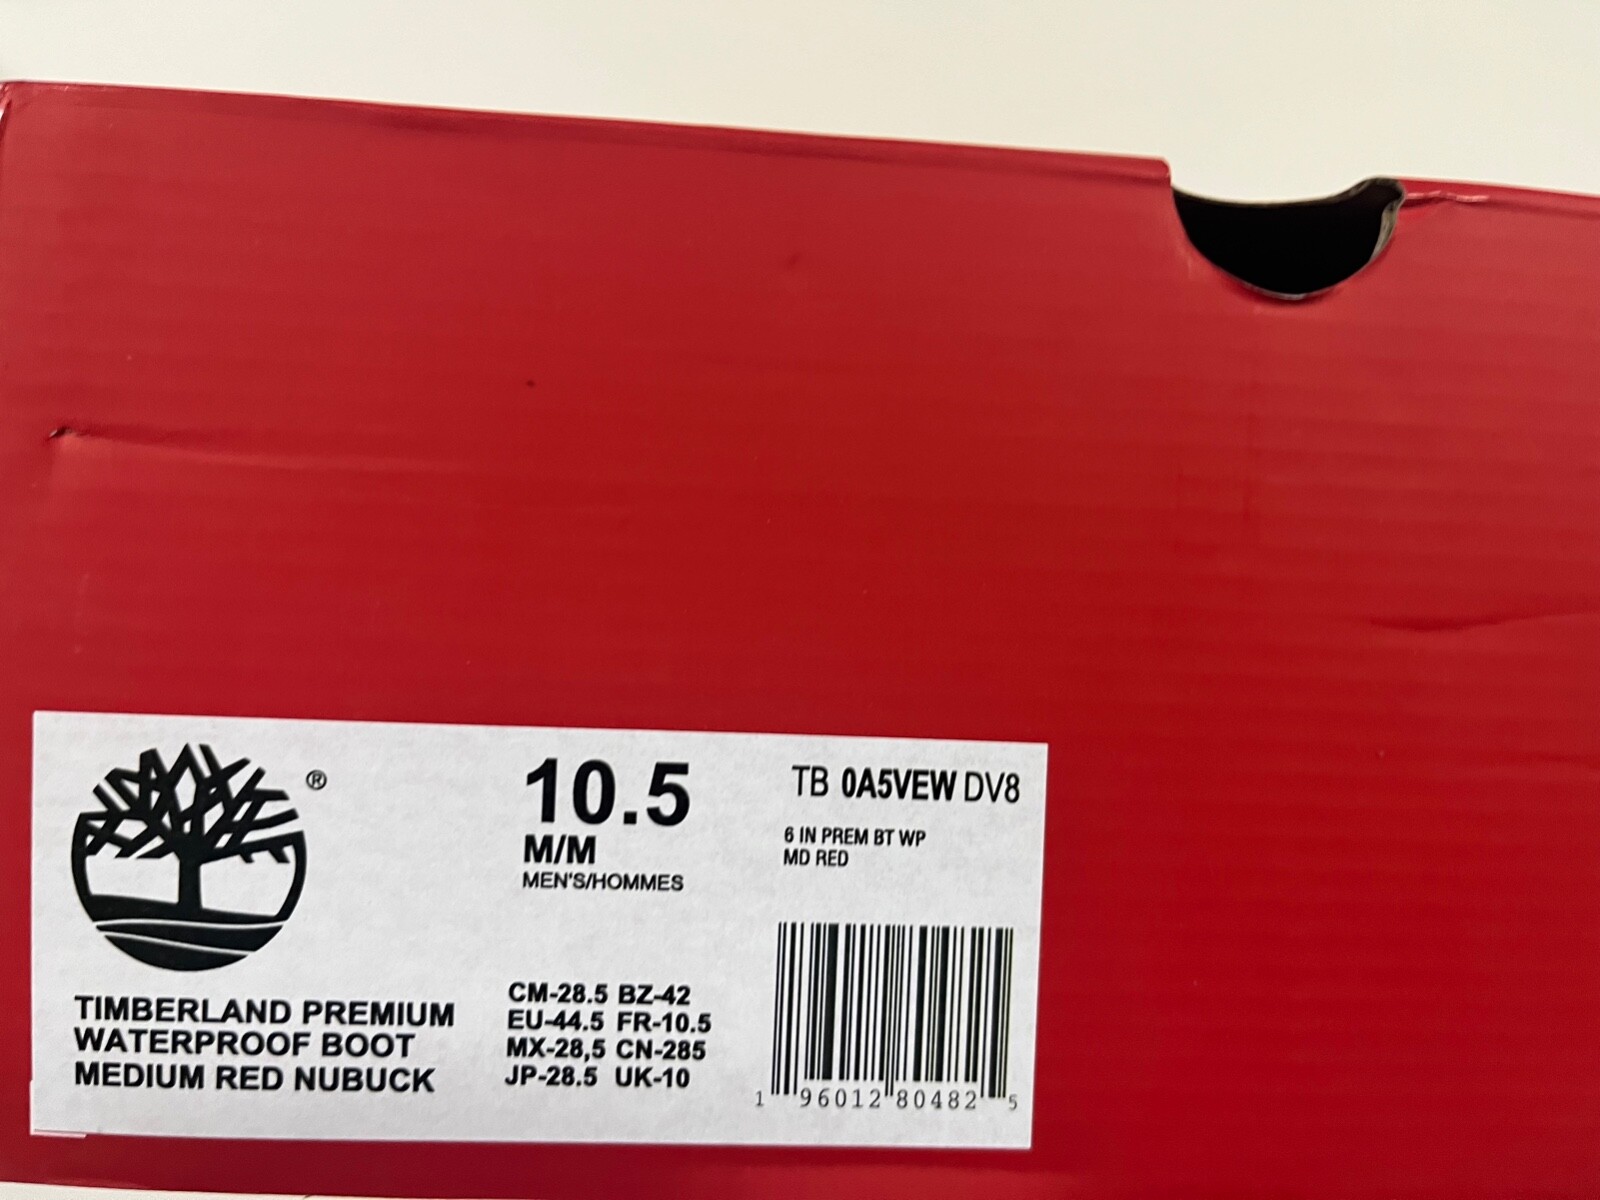 ®
10.5
M/M
MEN'S/HOMMES
TB 0A5VEW DV8
6 IN PREM BT WP
MD RED
TIMBERLAND PREMIUM
WATERPROOF BOOT
MEDIUM RED NUBUCK
CM-28.5 BZ-42
EU-44.5 FR-10.5
MX-28,5 CN-285
JP-28.5 UK-10
1 96012 80482 5